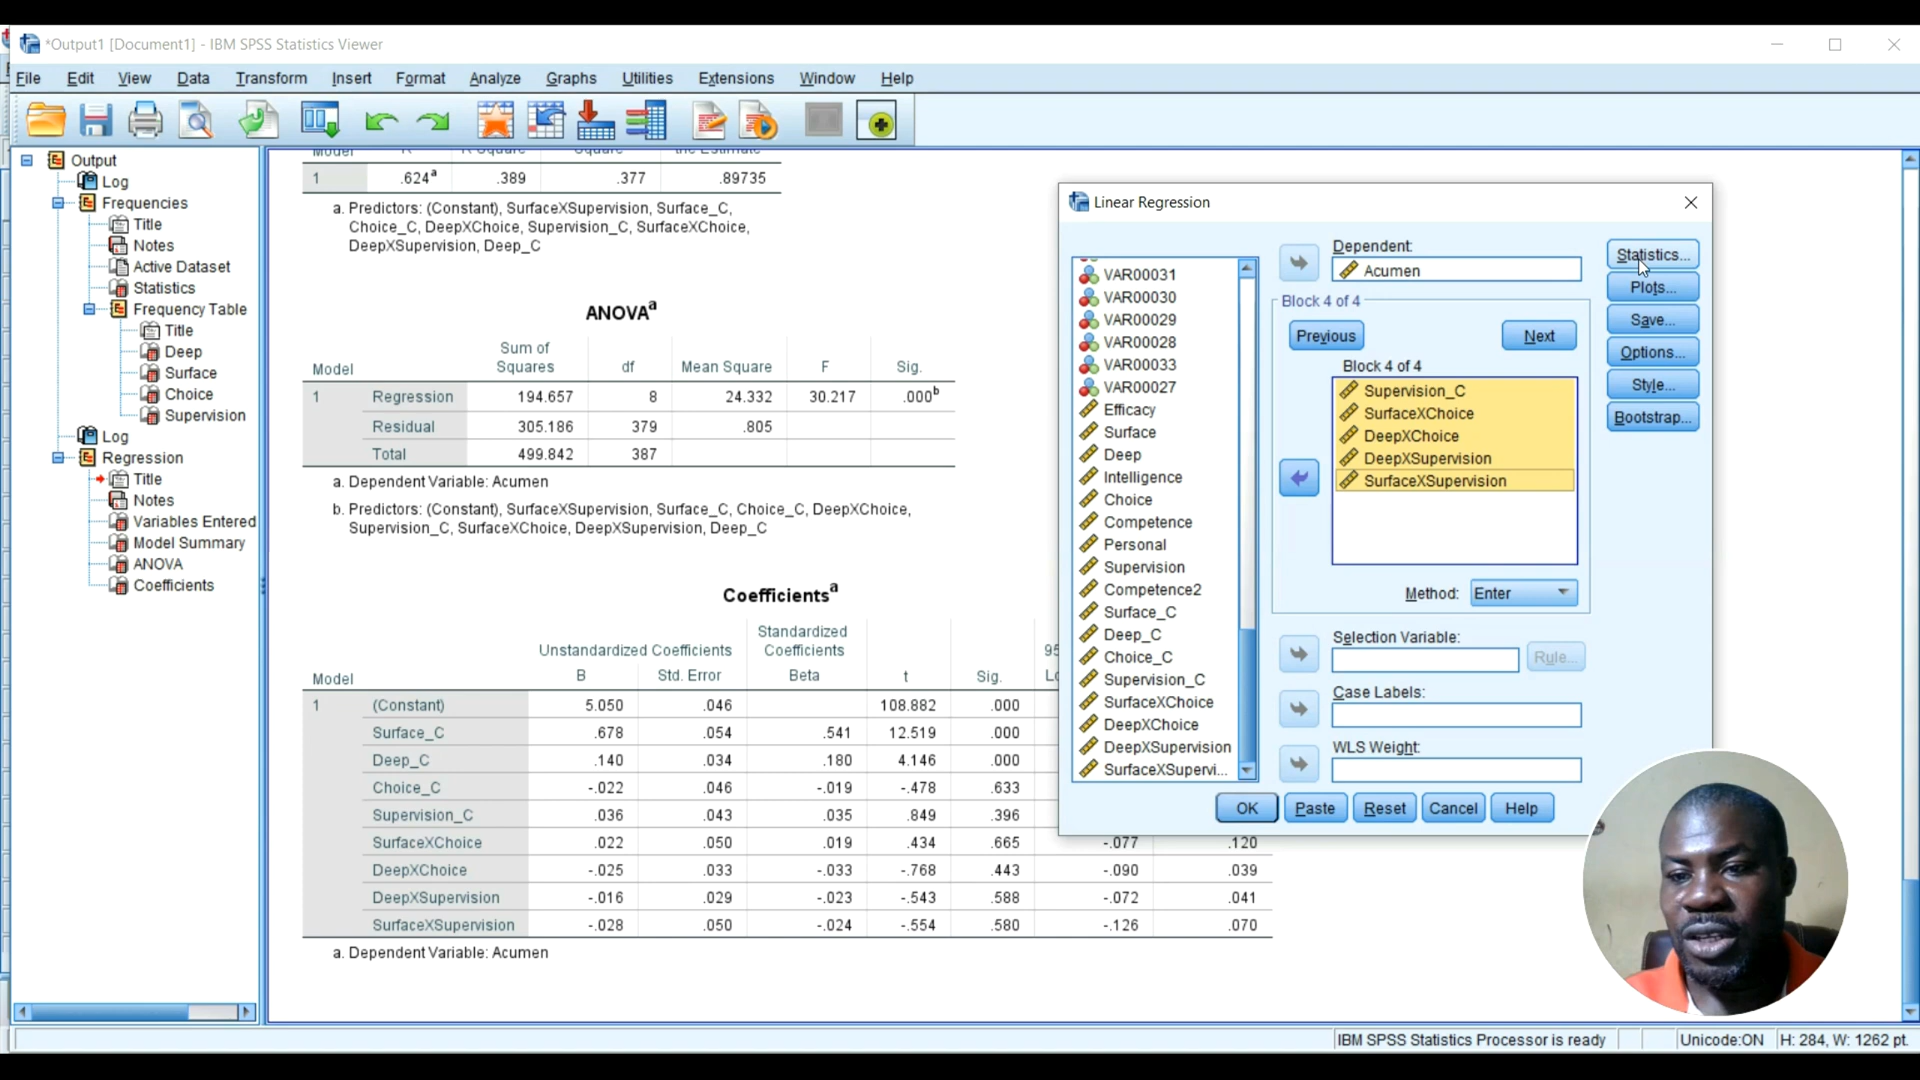 *Output1 [Document1] - IBM SPSS Statistics Viewer
File Edit View Data Transform Insert Format Analyze Graphs Utilities Extensions Window Help
Output
Log
Frequencies
Title
Notes
Active Dataset
Statistics
Frequency Table
Title
Deep
Surface
Choice
Supervision
Log
Regression
Title
Notes
Variables Entered
Model Summary
ANOVA
Coefficients
Model R R Square Square the Estimate
1 .624a .389 .377 .89735
a. Predictors: (Constant), SurfaceXSupervision, Surface_C,
Choice_C, DeepXChoice, Supervision_C, SurfaceXChoice,
DeepXSupervision, Deep_C
ANOVAa
Model Sum of Squares df Mean Square F Sig.
1 Regression 194.657 8 24.332 30.217 .000b
Residual 305.186 379 .805
Total 499.842 387
a. Dependent Variable: Acumen
b. Predictors: (Constant), SurfaceXSupervision, Surface_C, Choice_C, DeepXChoice,
Supervision_C, SurfaceXChoice, DeepXSupervision, Deep_C
Coefficientsa
Unstandardized Coefficients Standardized Coefficients 95
Model B Std. Error Beta t Sig.
1 (Constant) 5.050 .046 108.882 .000
Surface_C .678 .054 .541 12.519 .000
Deep_C .140 .034 .180 4.146 .000
Choice_C -.022 .046 -.019 -.478 .633
Supervision_C .036 .043 .035 .849 .396
SurfaceXChoice .022 .050 .019 .434 .665 -.077 .120
DeepXChoice -.025 .033 -.033 -.768 .443 -.090 .039
DeepXSupervision -.016 .029 -.023 -.543 .588 -.072 .041
SurfaceXSupervision -.028 .050 -.024 -.554 .580 -.126 .070
a. Dependent Variable: Acumen
Linear Regression
VAR00031
VAR00030
VAR00029
VAR00028
VAR00033
VAR00027
Efficacy
Surface
Deep
Intelligence
Choice
Competence
Personal
Supervision
Competence2
Surface_C
Deep_C
Choice_C
Supervision_C
SurfaceXChoice
DeepXChoice
DeepXSupervision
SurfaceXSupervi...
Dependent:
Acumen
Block 4 of 4
Previous Next
Block 4 of 4
Supervision_C
SurfaceXChoice
DeepXChoice
DeepXSupervision
SurfaceXSupervision
Method: Enter
Selection Variable:
Rule...
Case Labels:
WLS Weight:
Statistics...
Plots...
Save...
Options...
Style...
Bootstrap...
OK Paste Reset Cancel Help
IBM SPSS Statistics Processor is ready Unicode:ON H: 284, W: 1262 pt.